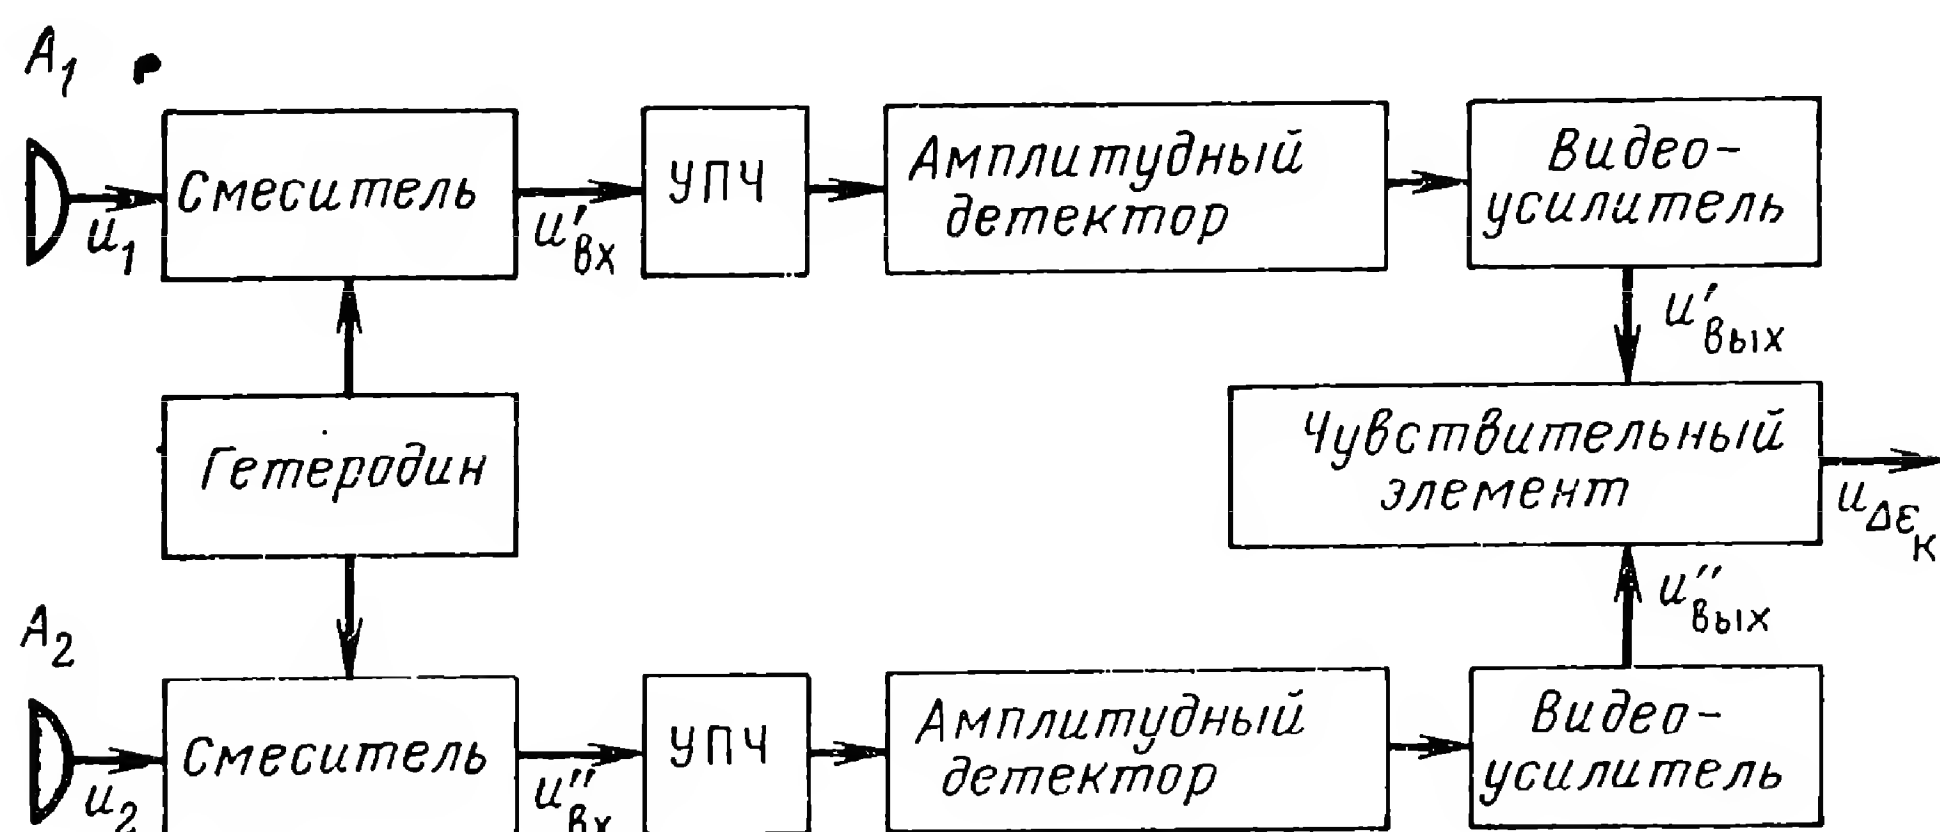 A₁
u₁
Смеситель
u′вх
УПЧ
Амплитудный
детектор
Видео-
усилитель
u′вых
Гетеродин
Чувствительный
элемент
uΔεк
u″вых
A₂
u₂
Смеситель
u″вх
УПЧ
Амплитудный
детектор
Видео-
усилитель